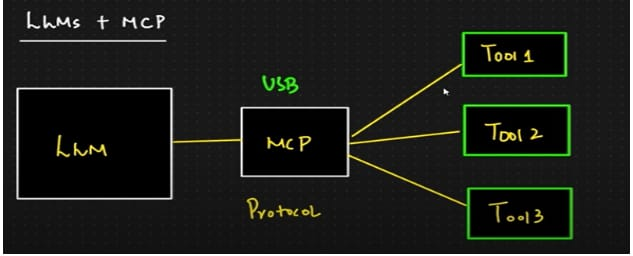 LLMs + MCP
USB
Tool 1
LLM
MCP
Tool 2
Protocol
Tool 3